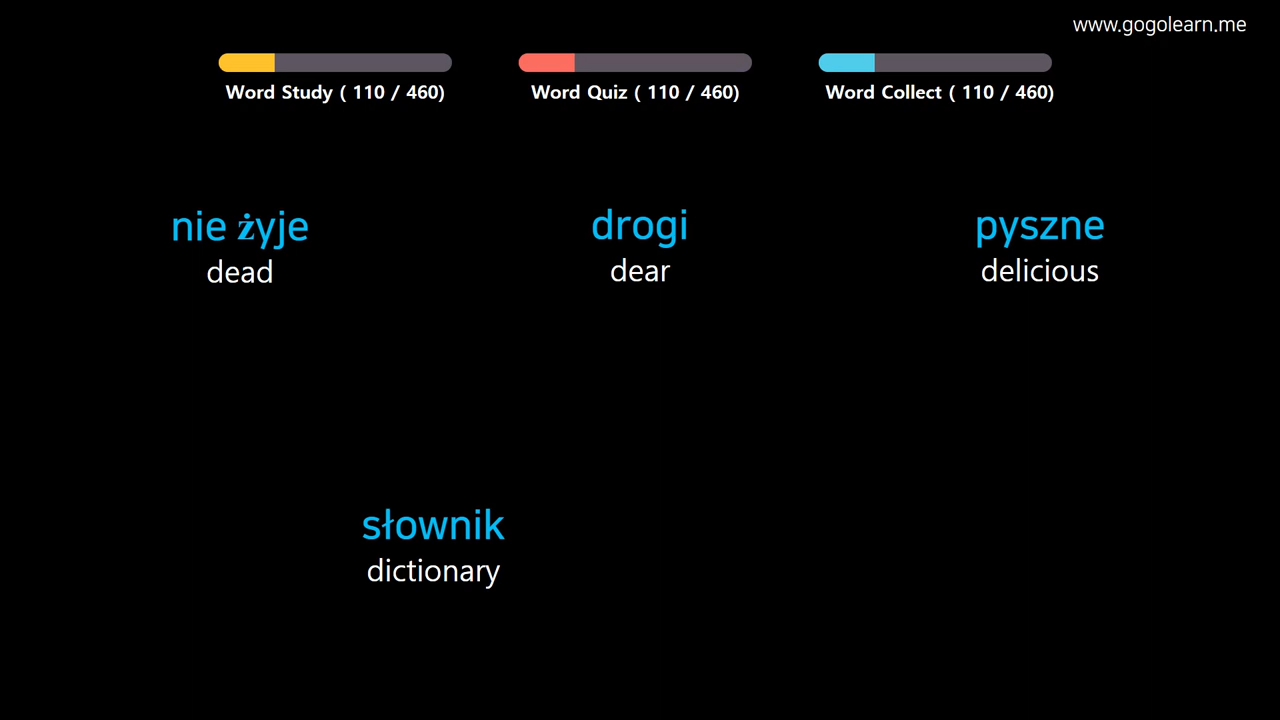 www.gogolearn.me
Word Study ( 110 / 460)
Word Quiz ( 110 / 460)
Word Collect ( 110 / 460)
nie żyje
dead
drogi
dear
pyszne
delicious
słownik
dictionary